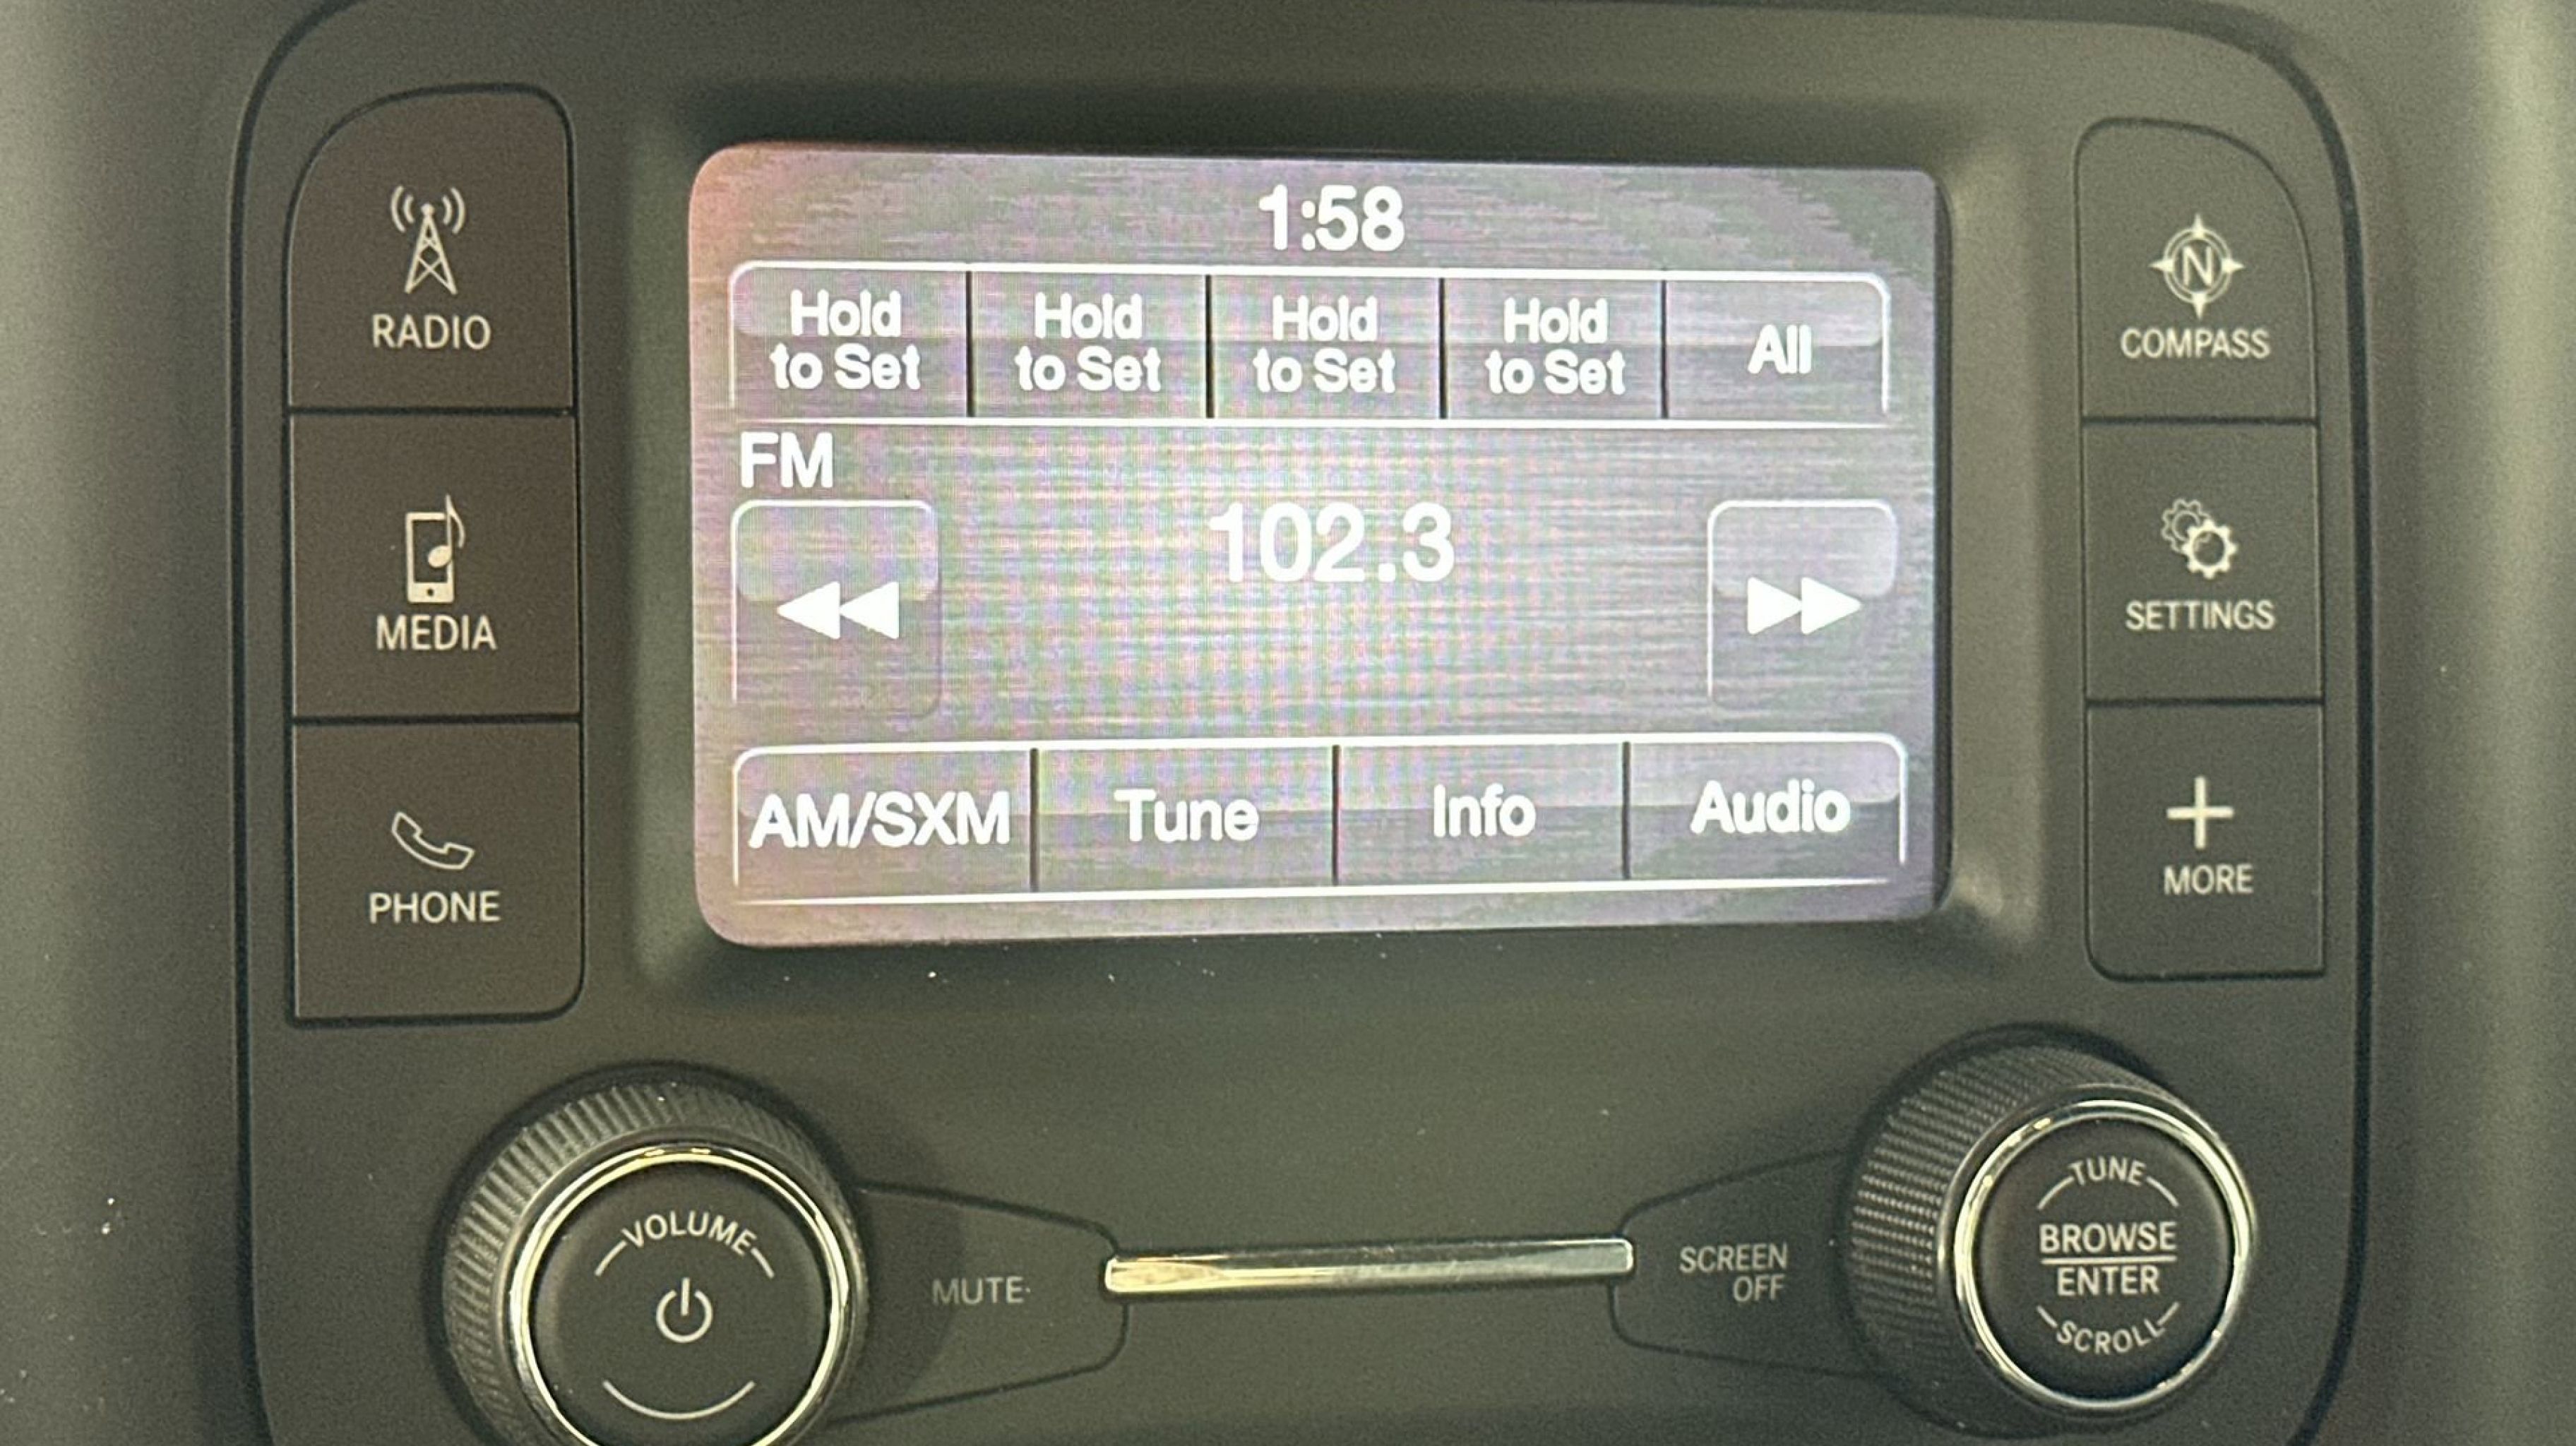 1:58
Hold
to Set
Hold
to Set
Hold
to Set
Hold
to Set
All
FM
102.3
AM/SXM
Tune
Info
Audio
RADIO
MEDIA
PHONE
N
COMPASS
SETTINGS
MORE
VOLUME
MUTE
SCREEN
OFF
TUNE
BROWSE
ENTER
SCROLL